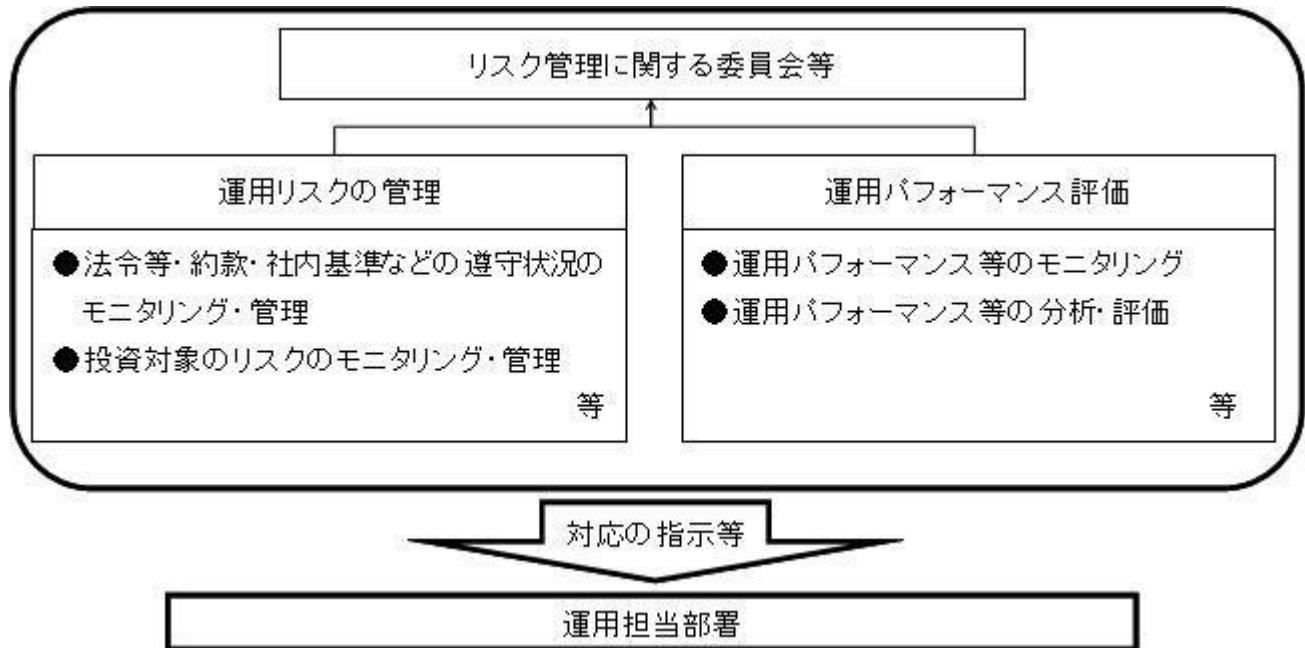 リスク管理に関する委員会等
運用リスクの管理
●法令等・約款・社内基準などの遵守状況の
モニタリング・管理
●投資対象のリスクのモニタリング・管理
等
運用パフォーマンス評価
●運用パフォーマンス等のモニタリング
●運用パフォーマンス等の分析・評価
等
対応の指示等
運用担当部署